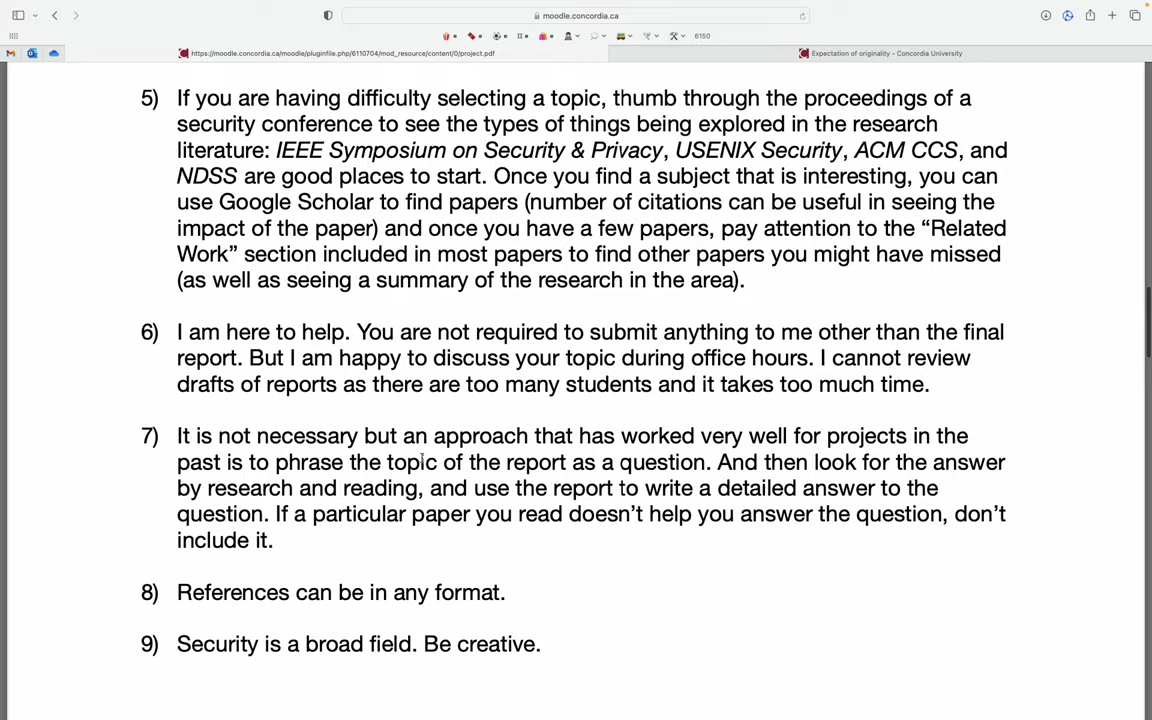 moodle.concordia.ca
6150
https://moodle.concordia.ca/moodle/pluginfile.php/6110704/mod_resource/content/0/project.pdf
Expectation of originality - Concordia University
5) If you are having difficulty selecting a topic, thumb through the proceedings of a
security conference to see the types of things being explored in the research
literature: IEEE Symposium on Security & Privacy, USENIX Security, ACM CCS, and
NDSS are good places to start. Once you find a subject that is interesting, you can
use Google Scholar to find papers (number of citations can be useful in seeing the
impact of the paper) and once you have a few papers, pay attention to the “Related
Work” section included in most papers to find other papers you might have missed
(as well as seeing a summary of the research in the area).
6) I am here to help. You are not required to submit anything to me other than the final
report. But I am happy to discuss your topic during office hours. I cannot review
drafts of reports as there are too many students and it takes too much time.
7) It is not necessary but an approach that has worked very well for projects in the
past is to phrase the topic of the report as a question. And then look for the answer
by research and reading, and use the report to write a detailed answer to the
question. If a particular paper you read doesn’t help you answer the question, don’t
include it.
8) References can be in any format.
9) Security is a broad field. Be creative.